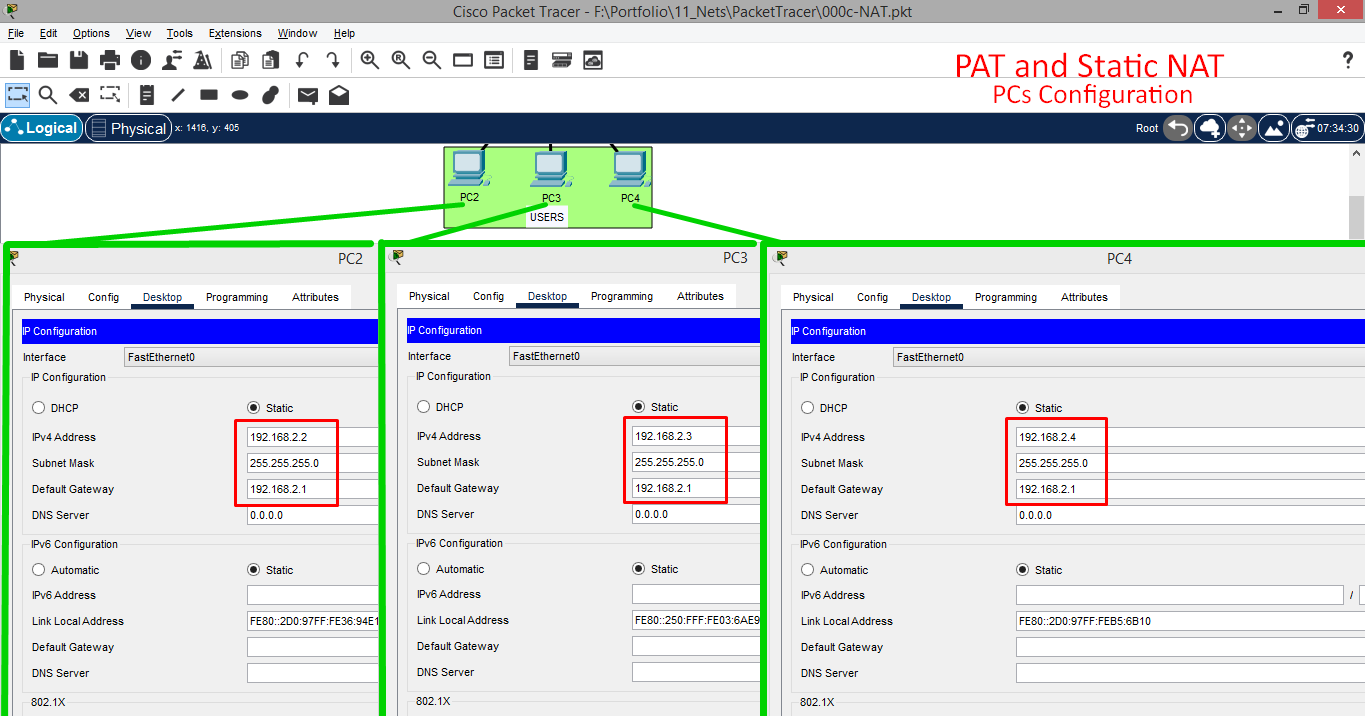 Cisco Packet Tracer - F:\Portfolio\11_Nets\PacketTracer\000c-NAT.pkt
File Edit Options View Tools Extensions Window Help
PAT and Static NAT
PCs Configuration
?
Logical Physical x: 1416, y: 405 Root 07:34:30
PC2 PC3 PC4
USERS
PC2
Physical Config Desktop Programming Attributes
IP Configuration
Interface FastEthernet0
IP Configuration
DHCP Static
IPv4 Address 192.168.2.2
Subnet Mask 255.255.255.0
Default Gateway 192.168.2.1
DNS Server 0.0.0.0
IPv6 Configuration
Automatic Static
IPv6 Address
Link Local Address FE80::2D0:97FF:FE36:94E1
Default Gateway
DNS Server
802.1X
PC3
Physical Config Desktop Programming Attributes
IP Configuration
Interface FastEthernet0
IP Configuration
DHCP Static
IPv4 Address 192.168.2.3
Subnet Mask 255.255.255.0
Default Gateway 192.168.2.1
DNS Server 0.0.0.0
IPv6 Configuration
Automatic Static
IPv6 Address
Link Local Address FE80::250:FFF:FE03:6AE9
Default Gateway
DNS Server
802.1X
PC4
Physical Config Desktop Programming Attributes
IP Configuration
Interface FastEthernet0
IP Configuration
DHCP Static
IPv4 Address 192.168.2.4
Subnet Mask 255.255.255.0
Default Gateway 192.168.2.1
DNS Server 0.0.0.0
IPv6 Configuration
Automatic Static
IPv6 Address /
Link Local Address FE80::2D0:97FF:FEB5:6B10
Default Gateway
DNS Server
802.1X